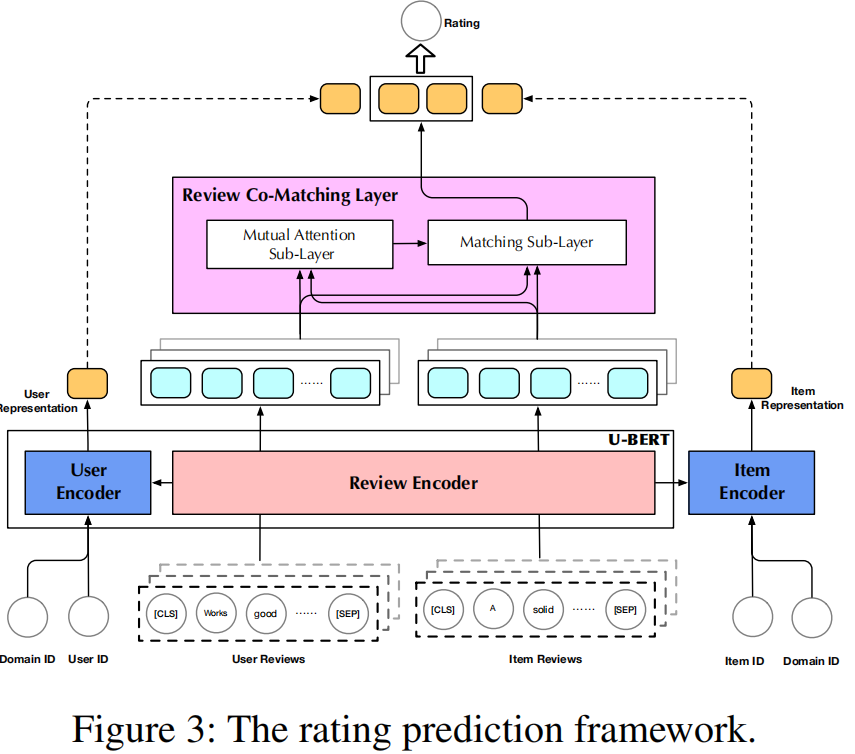 Rating
Review Co-Matching Layer
Mutual Attention
Sub-Layer
Matching Sub-Layer
......
......
User
Representation
Item
Representation
U-BERT
User
Encoder
Review Encoder
Item
Encoder
[CLS] Works good ...... [SEP]
[CLS] A solid ...... [SEP]
Domain ID User ID User Reviews Item Reviews Item ID Domain ID
Figure 3: The rating prediction framework.